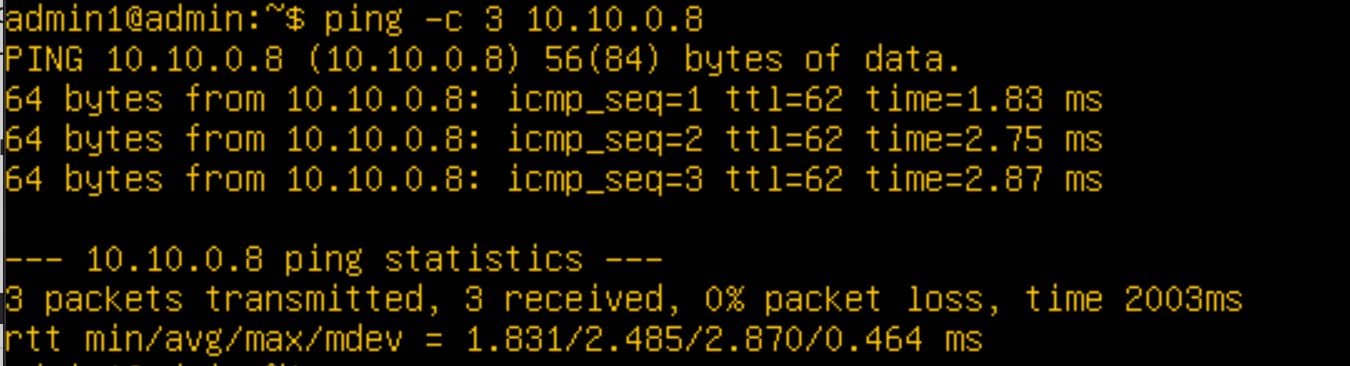 admin1@admin:~$ ping -c 3 10.10.0.8
PING 10.10.0.8 (10.10.0.8) 56(84) bytes of data.
64 bytes from 10.10.0.8: icmp_seq=1 ttl=62 time=1.83 ms
64 bytes from 10.10.0.8: icmp_seq=2 ttl=62 time=2.75 ms
64 bytes from 10.10.0.8: icmp_seq=3 ttl=62 time=2.87 ms
--- 10.10.0.8 ping statistics ---
3 packets transmitted, 3 received, 0% packet loss, time 2003ms
rtt min/avg/max/mdev = 1.831/2.485/2.870/0.464 ms